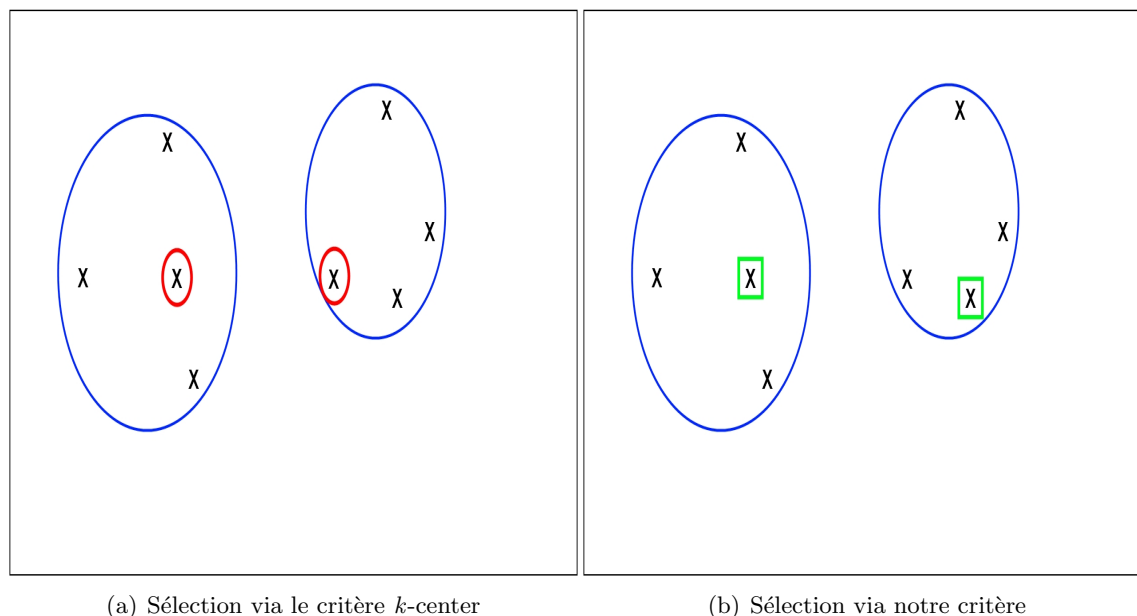 X X
X X
X X X X
X X X X
X X
X X
(a) Sélection via le critère k-center (b) Sélection via notre critère